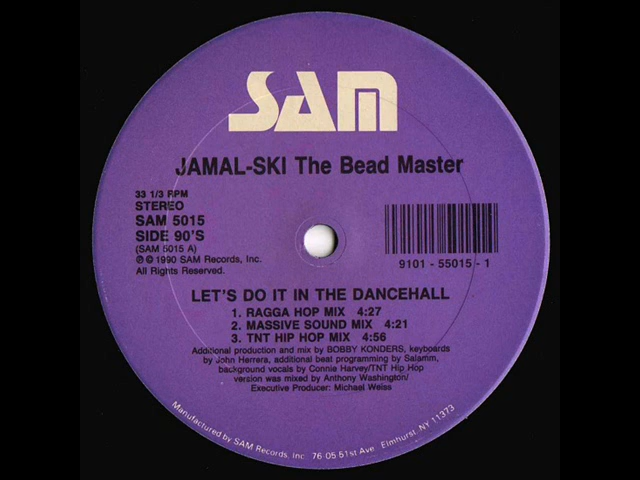 SAM
JAMAL-SKI The Bead Master
33 1/3 RPM
STEREO
SAM 5015
SIDE 90'S
(SAM 5015 A)
℗ © 1990 SAM Records, Inc.
All Rights Reserved.
9101 - 55015 - 1
LET'S DO IT IN THE DANCEHALL
1. RAGGA HOP MIX 4:27
2. MASSIVE SOUND MIX 4:21
3. TNT HIP HOP MIX 4:56
Additional production and mix by BOBBY KONDERS, keyboards
by John Herrera, additional beat programming by Salamm,
background vocals by Connie Harvey/TNT Hip Hop
version was mixed by Anthony Washington/
Executive Producer: Michael Weiss
Manufactured by SAM Records, Inc. 76-05 51st Ave. Elmhurst, NY 11373